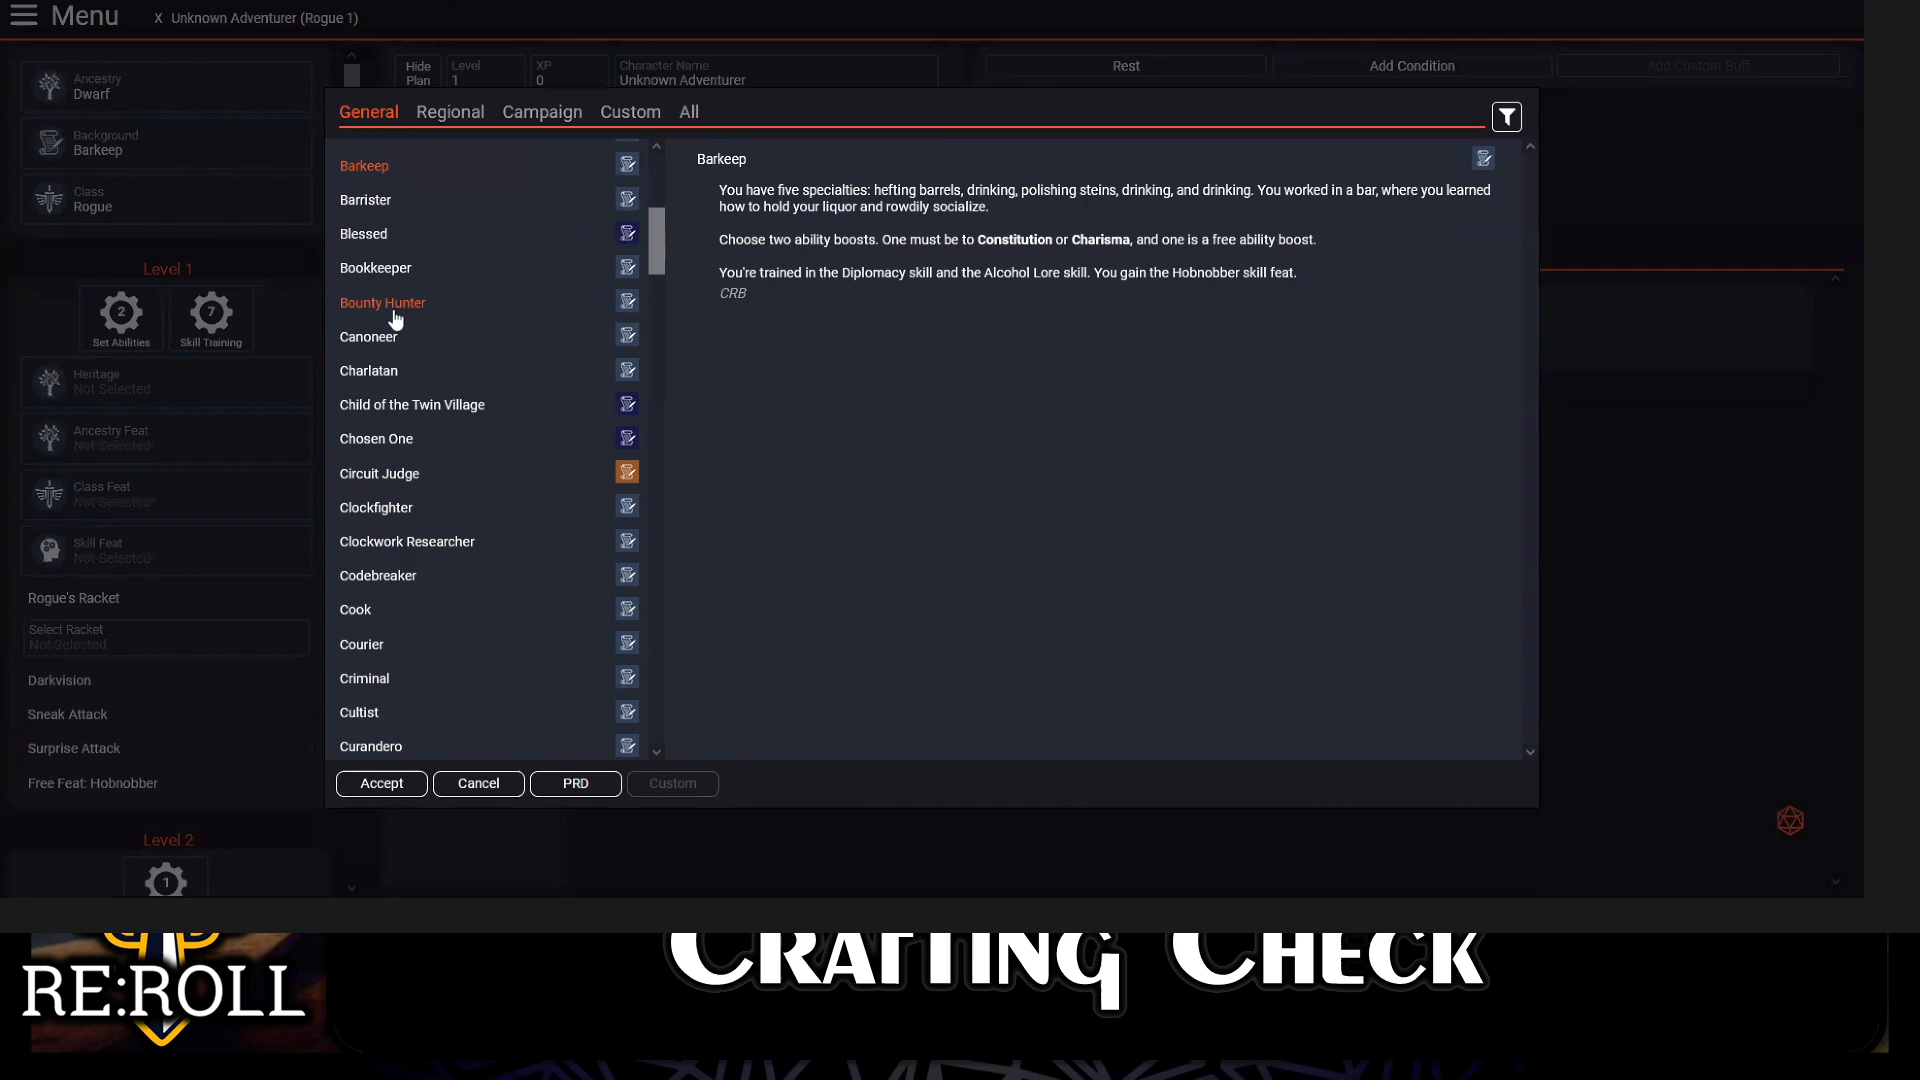 Menu
X Unknown Adventurer (Rogue 1)
Ancestry
Dwarf
Background
Barkeep
Class
Rogue
Hide
Plan
Level
1
XP
0
Character Name
Unknown Adventurer
Rest
Add Condition
Add Custom Buff
General
Regional
Campaign
Custom
All
Barkeep
Barrister
Blessed
Bookkeeper
Bounty Hunter
Canoneer
Charlatan
Child of the Twin Village
Chosen One
Circuit Judge
Clockfighter
Clockwork Researcher
Codebreaker
Cook
Courier
Criminal
Cultist
Curandero
Barkeep
You have five specialties: hefting barrels, drinking, polishing steins, drinking, and drinking. You worked in a bar, where you learned
how to hold your liquor and rowdily socialize.
Choose two ability boosts. One must be to Constitution or Charisma, and one is a free ability boost.
You're trained in the Diplomacy skill and the Alcohol Lore skill. You gain the Hobnobber skill feat.
CRB
Accept
Cancel
PRD
Custom
Level 1
2
Set Abilities
7
Skill Training
Heritage
Not Selected
Ancestry Feat
Not Selected
Class Feat
Not Selected
Skill Feat
Not Selected
Rogue's Racket
Select Racket
Not Selected
Darkvision
Sneak Attack
Surprise Attack
Free Feat: Hobnobber
Level 2
1
RE:ROLL
Crafting Check